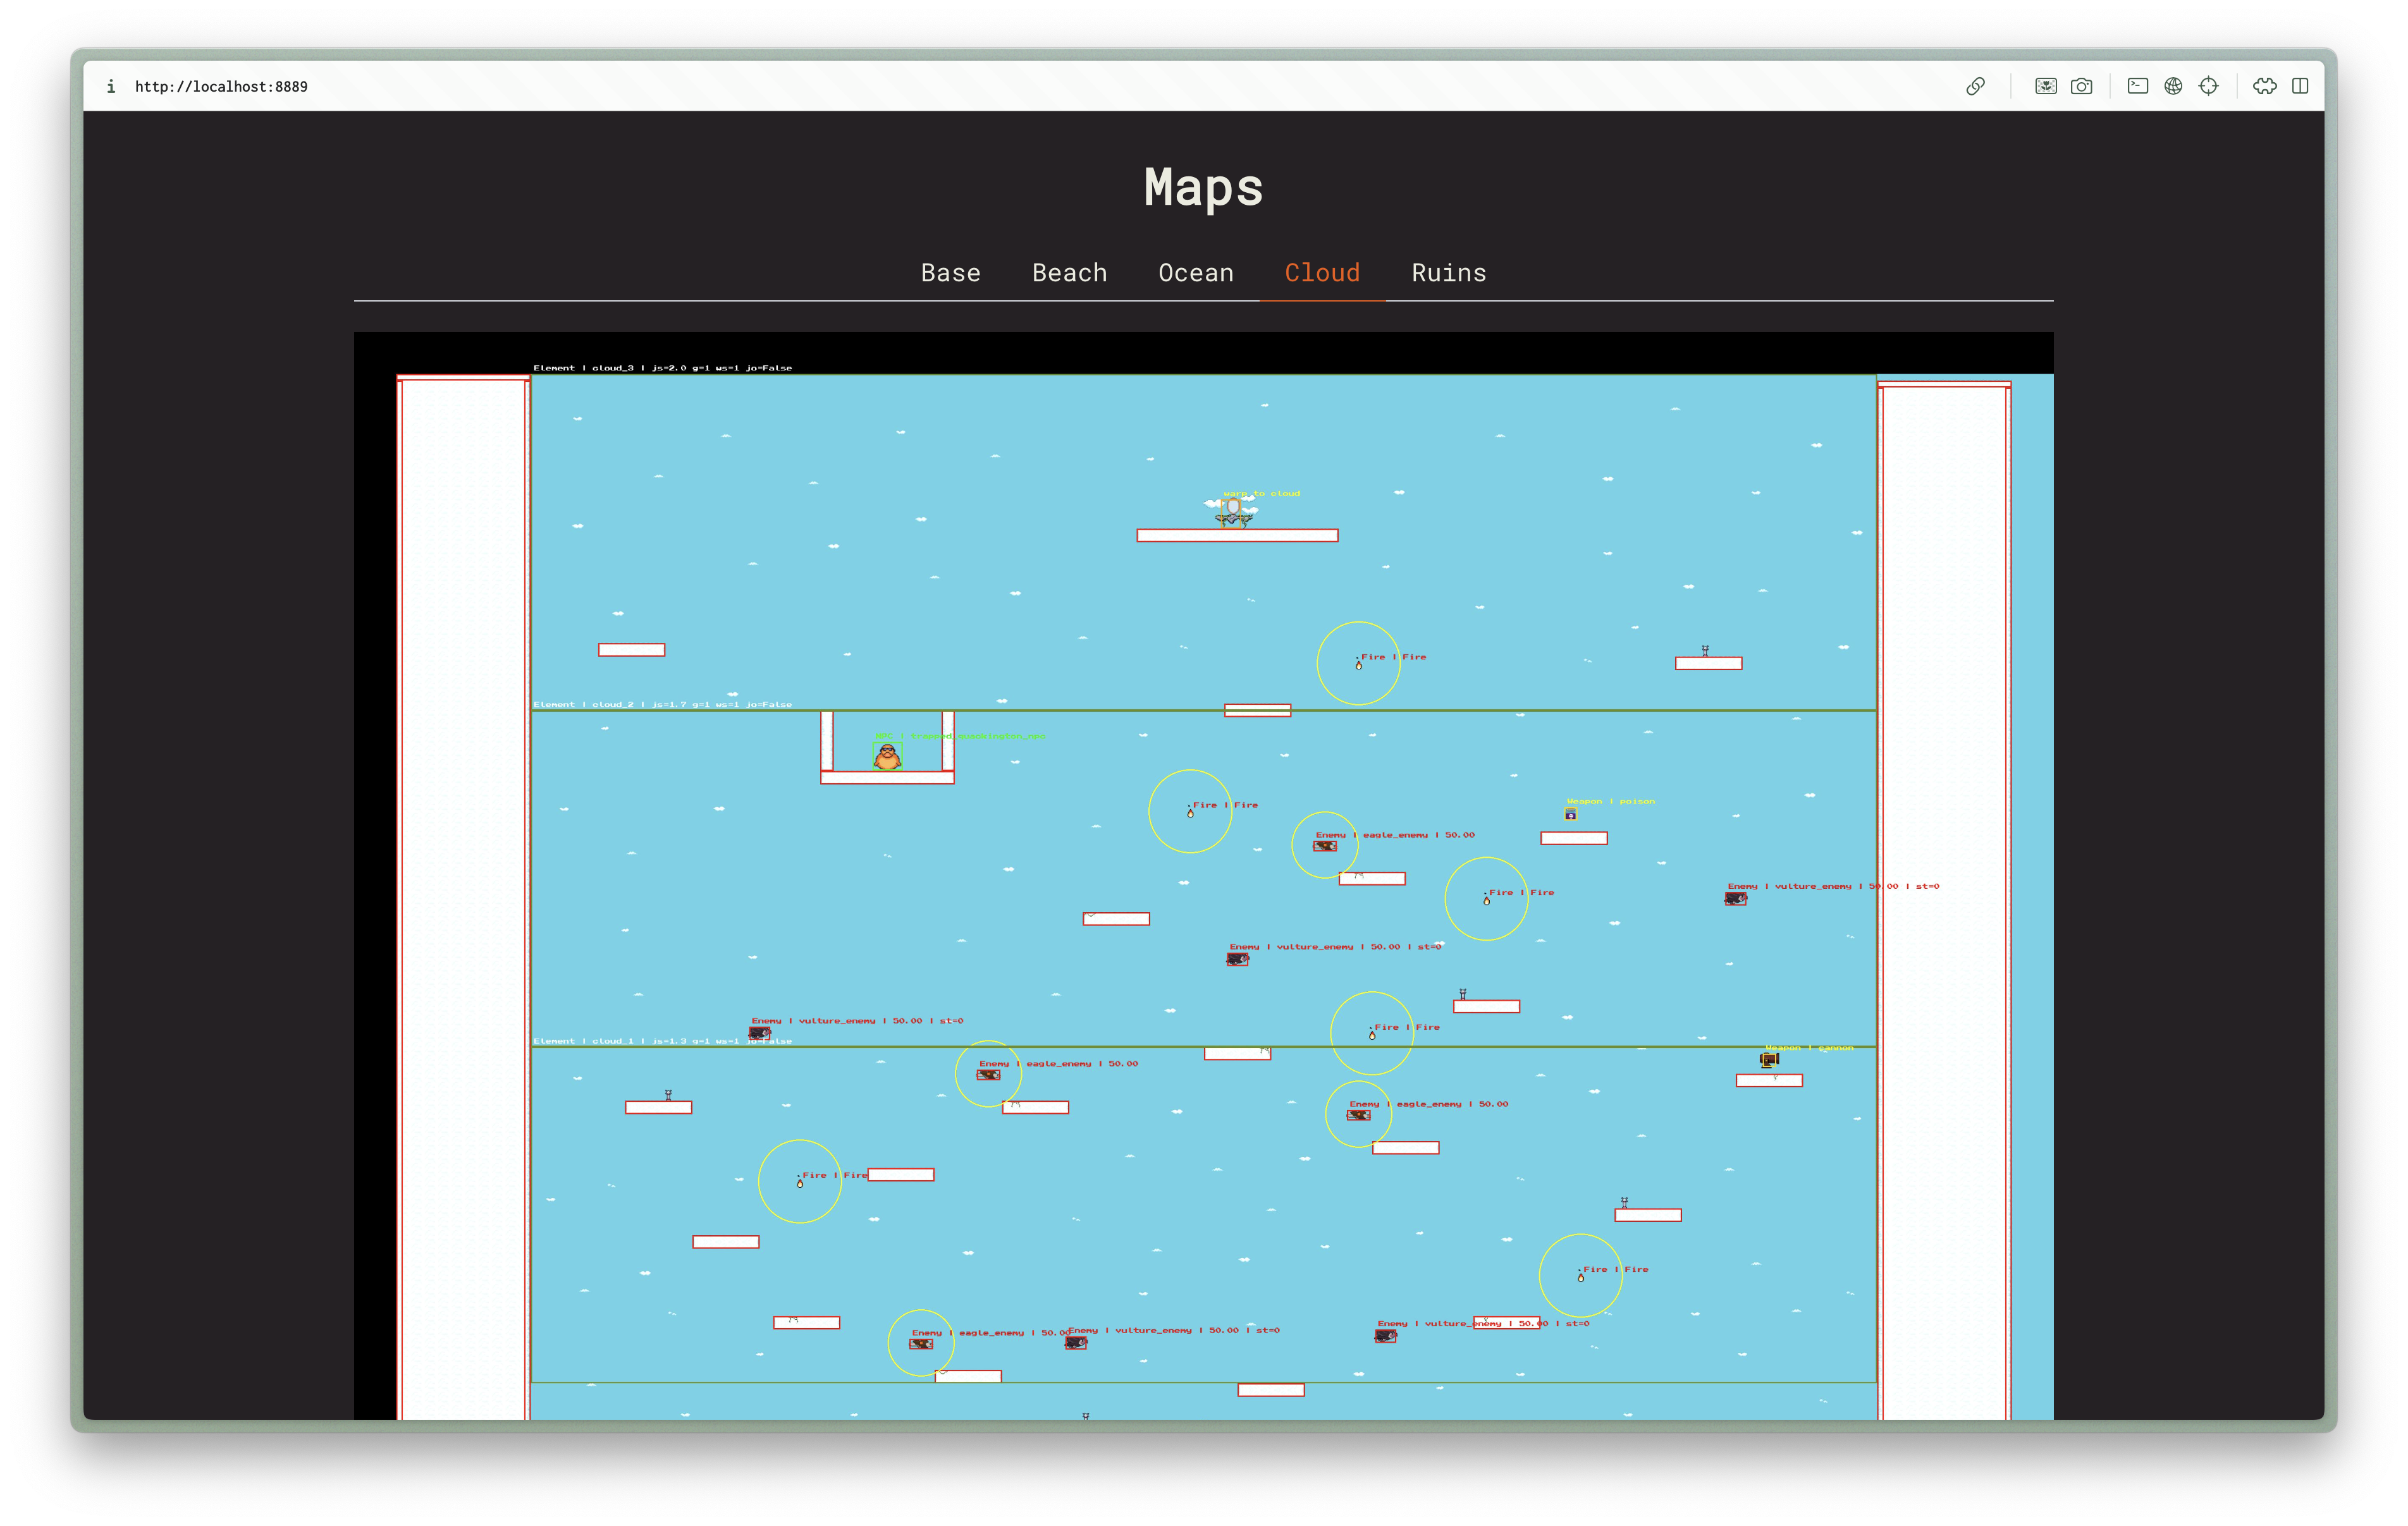 http://localhost:8889
Maps
Base Beach Ocean Cloud Ruins
Element | cloud_3 | js=2.0 g=1 ws=1 jo=False
warp to cloud
Fire | Fire
Element | cloud_2 | js=1.7 g=1 ws=1 jo=False
NPC |
Fire | Fire
Weapon | poison
Enemy | eagle_enemy | 50.00
Enemy | vulture_enemy | 50.00 | st=0
Fire | Fire
Enemy | vulture_enemy | 50.00 | st=0
Enemy | vulture_enemy | 50.00 | st=0
Fire | Fire
Element | cloud_1 | js=1.3 g=1 ws=1 jo=False
Weapon | cannon
Enemy | eagle_enemy | 50.00
Enemy | eagle_enemy | 50.00
Fire | Fire
Fire | Fire
Enemy | eagle_enemy | 50.00
Enemy | vulture_enemy | 50.00 | st=0
Enemy | vulture_enemy | 50.00 | st=0